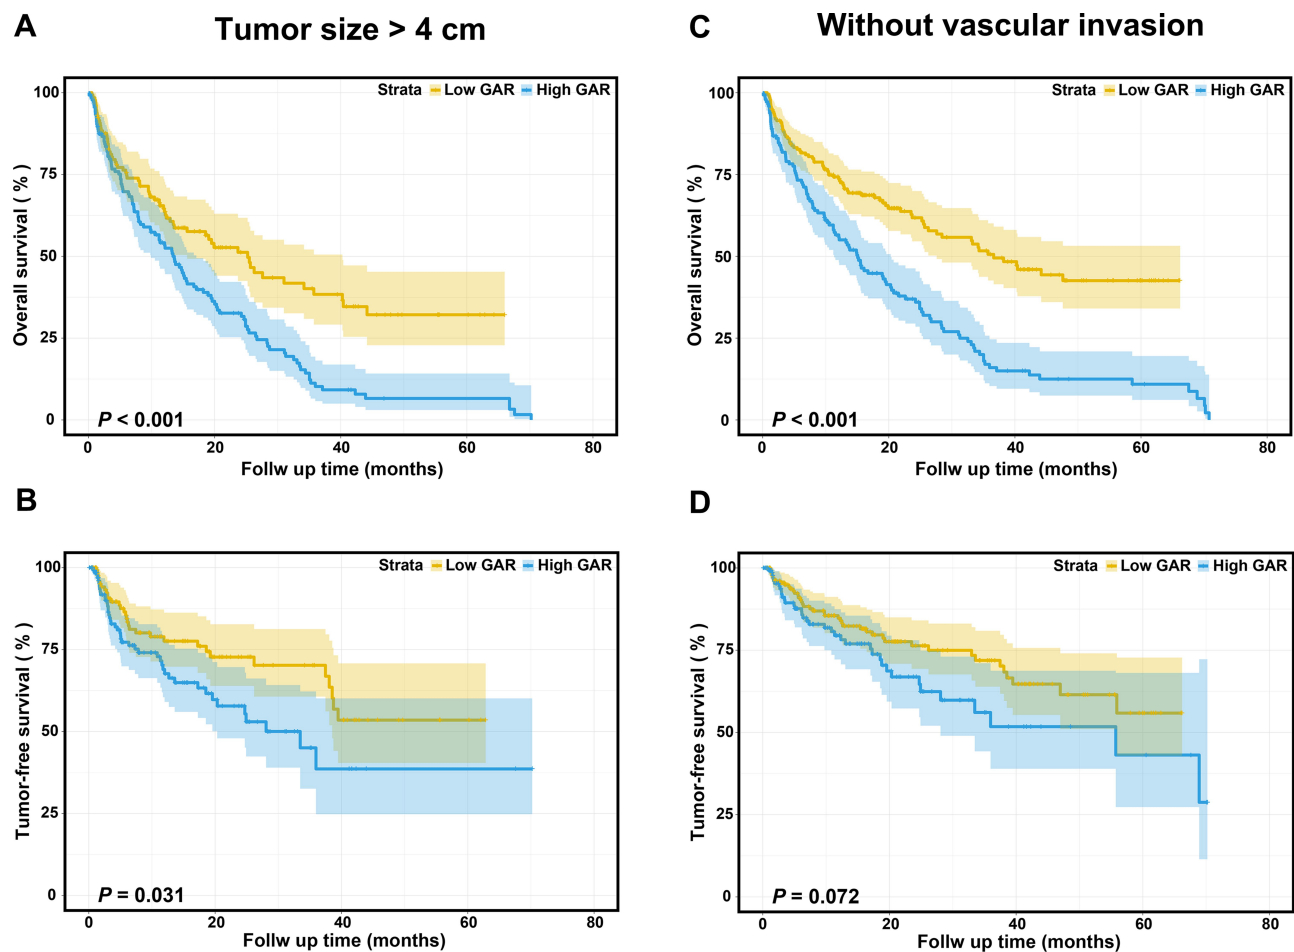 A
Tumor size > 4 cm
Strata Low GAR High GAR
Overall survival ( % )
100
75
50
25
0
P < 0.001
0 20 40 60 80
Follw up time (months)
B
Strata Low GAR High GAR
Tumor-free survival ( % )
100
75
50
25
0
P = 0.031
0 20 40 60 80
Follw up time (months)
C
Without vascular invasion
Strata Low GAR High GAR
Overall survival ( % )
100
75
50
25
0
P < 0.001
0 20 40 60 80
Follw up time (months)
D
Strata Low GAR High GAR
Tumor-free survival ( % )
100
75
50
25
0
P = 0.072
0 20 40 60 80
Follw up time (months)